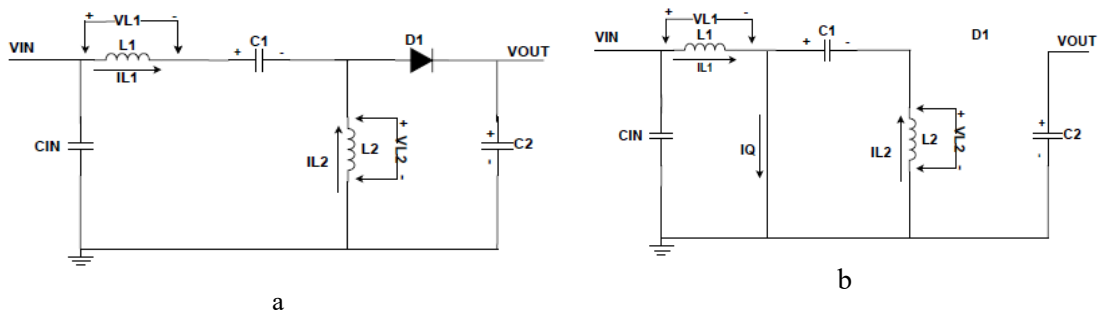 + VL1 -
VIN L1 + C1 - D1 VOUT
IL1
CIN IL2 L2 + VL2 - + C2 -
a
+ VL1 -
VIN L1 + C1 - D1 VOUT
IL1
CIN IQ IL2 L2 + VL2 - + C2 -
b